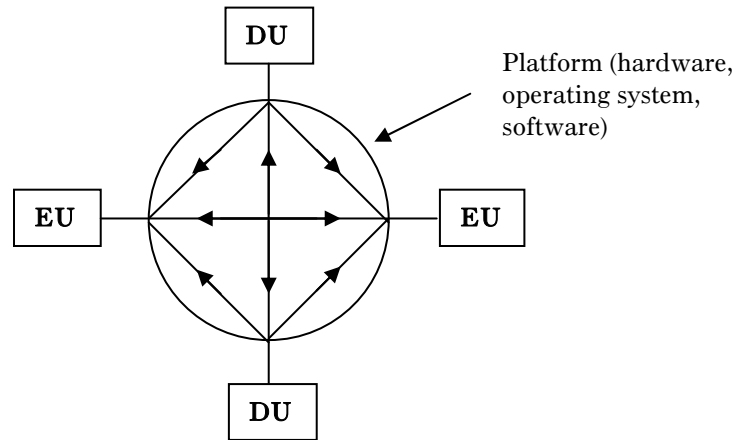 DU
Platform (hardware,
operating system,
software)
EU
EU
DU